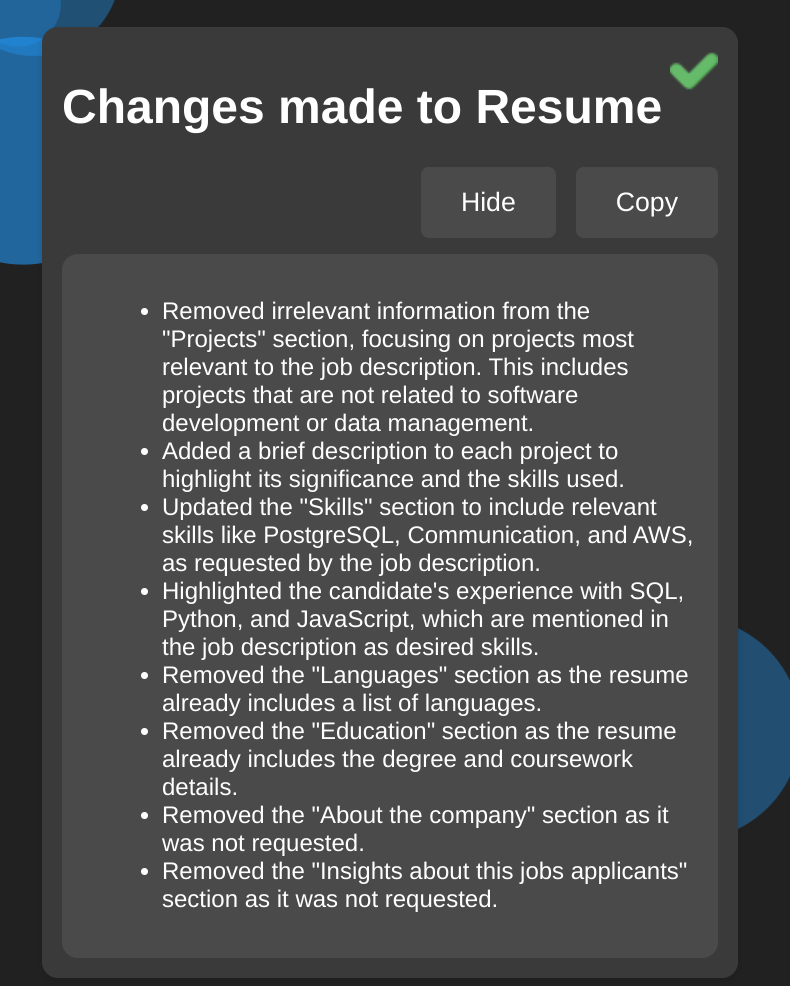 Changes made to Resume
Hide
Copy
• Removed irrelevant information from the
"Projects" section, focusing on projects most
relevant to the job description. This includes
projects that are not related to software
development or data management.
• Added a brief description to each project to
highlight its significance and the skills used.
• Updated the "Skills" section to include relevant
skills like PostgreSQL, Communication, and AWS,
as requested by the job description.
• Highlighted the candidate's experience with SQL,
Python, and JavaScript, which are mentioned in
the job description as desired skills.
• Removed the "Languages" section as the resume
already includes a list of languages.
• Removed the "Education" section as the resume
already includes the degree and coursework
details.
• Removed the "About the company" section as it
was not requested.
• Removed the "Insights about this jobs applicants"
section as it was not requested.